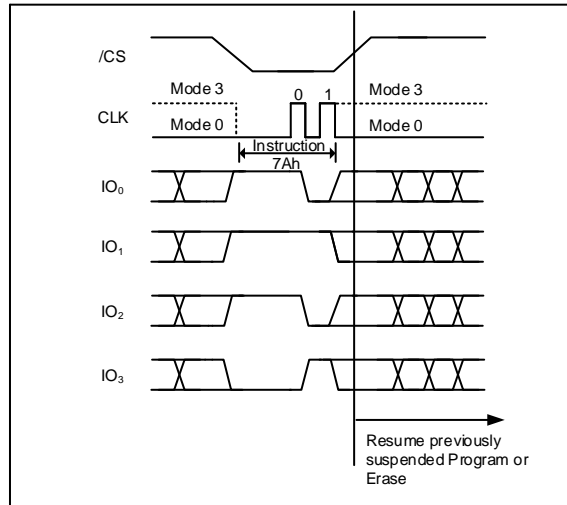 /CS
Mode 3
0 1
Mode 3
CLK
Mode 0
Mode 0
Instruction
7Ah
IO0
IO1
IO2
IO3
Resume previously
suspended Program or
Erase